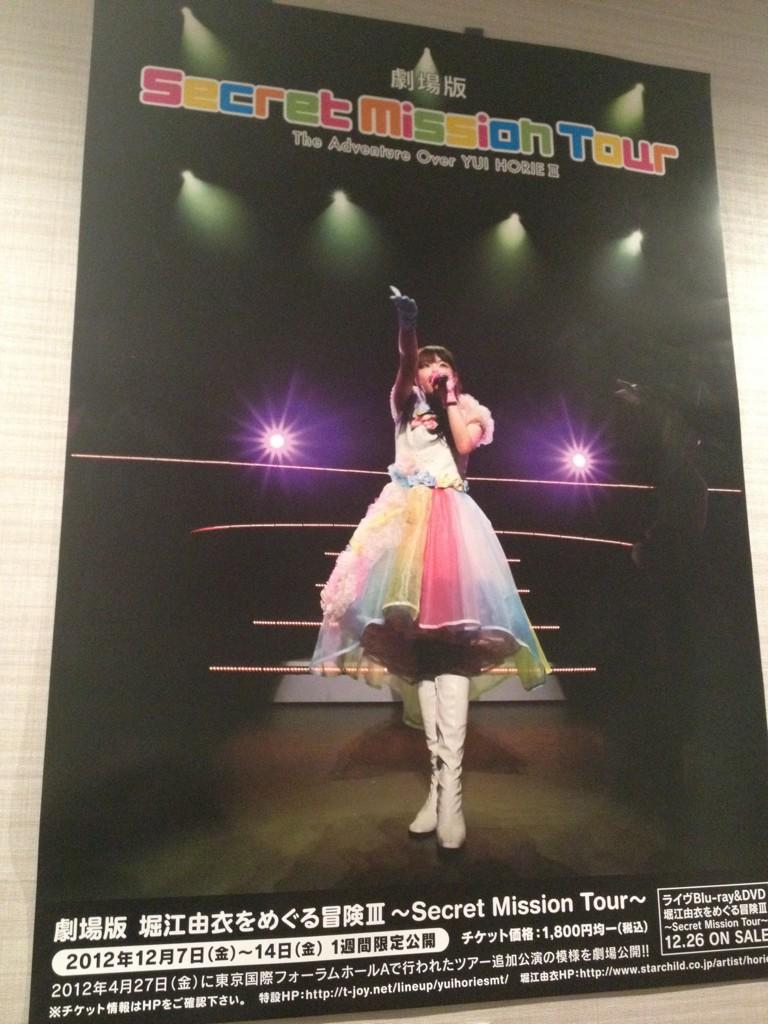 劇場版
Secret Mission Tour
The Adventure Over YUI HORIE Ⅲ
劇場版 堀江由衣をめぐる冒険Ⅲ ～Secret Mission Tour～
2012年12月7日(金)～14日(金) 1週間限定公開
チケット価格:1,800円均一(税込)
2012年4月27日(金)に東京国際フォーラムホールAで行われたツアー追加公演の模様を劇場公開!!
※チケット情報はHPをご確認下さい。 特設HP:http://t-joy.net/lineup/yuihoriesmt/ 堀江由衣HP:http://www.starchild.co.jp/artist/horie
ライヴBlu-ray&DVD
堀江由衣をめぐる冒険Ⅲ
～Secret Mission Tour～
12.26 ON SALE